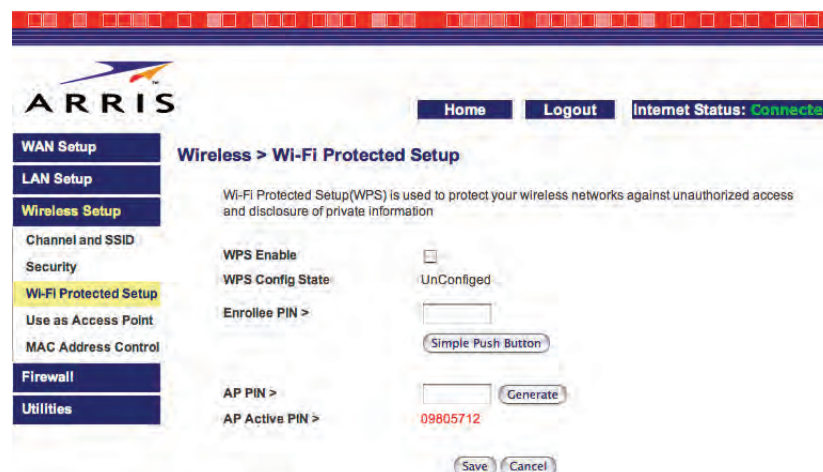 ARRIS
Home Logout Internet Status: Connecte
WAN Setup
LAN Setup
Wireless Setup
Channel and SSID
Security
Wi-Fi Protected Setup
Use as Access Point
MAC Address Control
Firewall
Utilities
Wireless > Wi-Fi Protected Setup
Wi-Fi Protected Setup(WPS) is used to protect your wireless networks against unauthorized access
and disclosure of private information
WPS Enable
WPS Config State UnConfiged
Enrollee PIN >
Simple Push Button
AP PIN > Generate
AP Active PIN > 09805712
Save Cancel